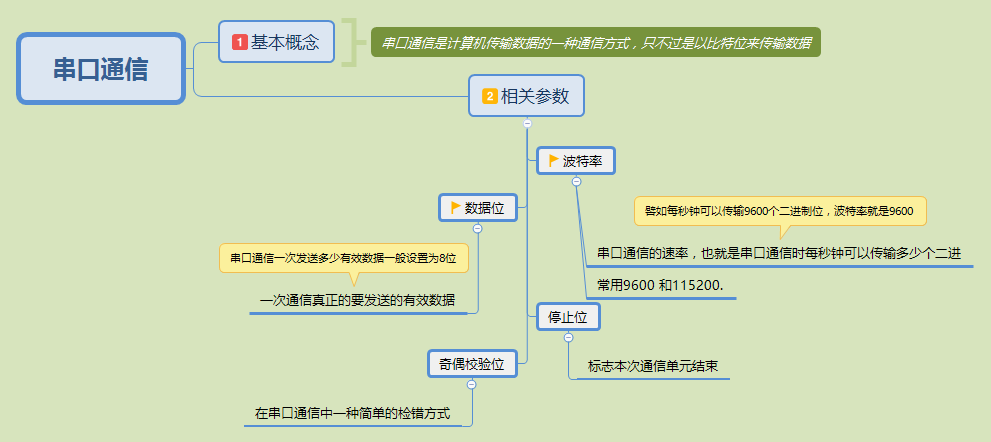 串口通信
1 基本概念
串口通信是计算机传输数据的一种通信方式，只不过是以比特位来传输数据
2 相关参数
波特率
譬如每秒钟可以传输9600个二进制位，波特率就是9600
串口通信的速率，也就是串口通信时每秒钟可以传输多少个二进
常用9600 和115200.
数据位
串口通信一次发送多少有效数据一般设置为8位
一次通信真正的要发送的有效数据
停止位
标志本次通信单元结束
奇偶校验位
在串口通信中一种简单的检错方式